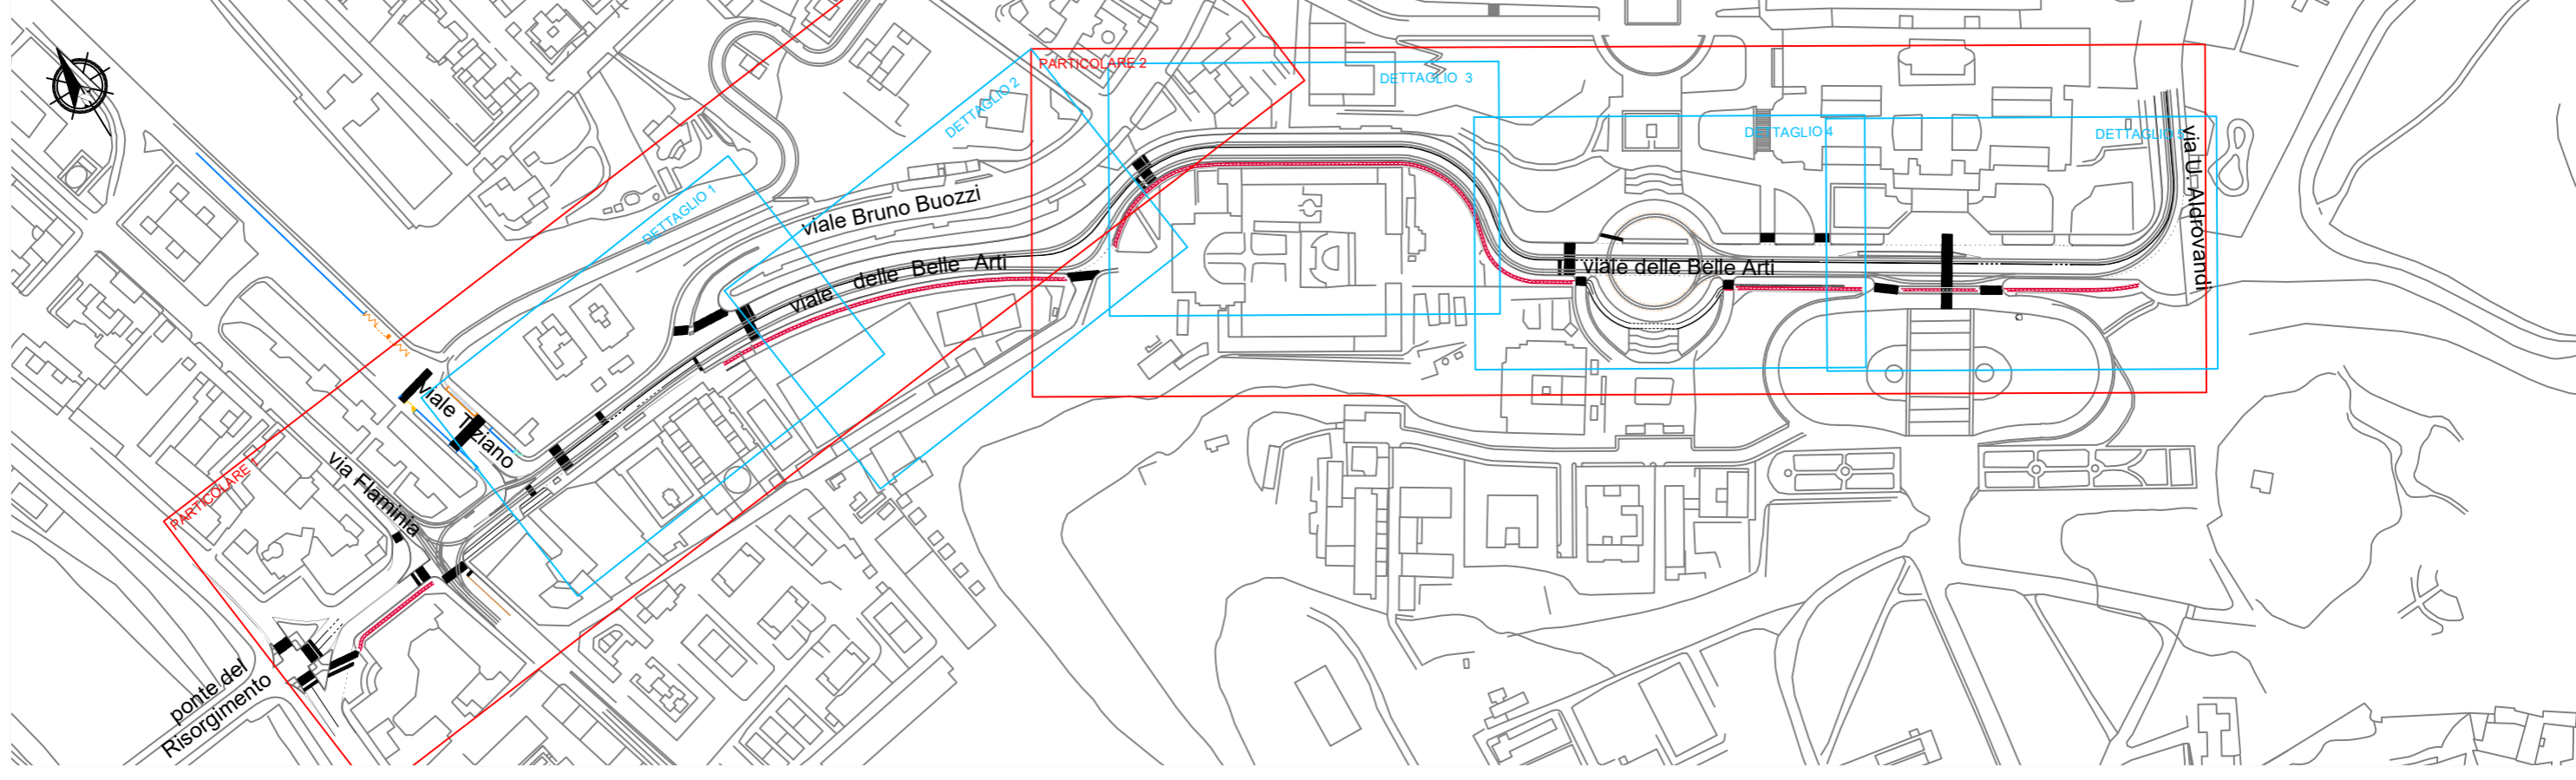 PARTICOLARE 2
DETTAGLIO 3
DETTAGLIO 2
DETTAGLIO 4
DETTAGLIO 5
via U. Aldrovandi
DETTAGLIO 1
viale Bruno Buozzi
viale delle Belle Arti
viale delle Belle Arti
viale Tiziano
via Flaminia
PARTICOLARE 1
ponte del
Risorgimento